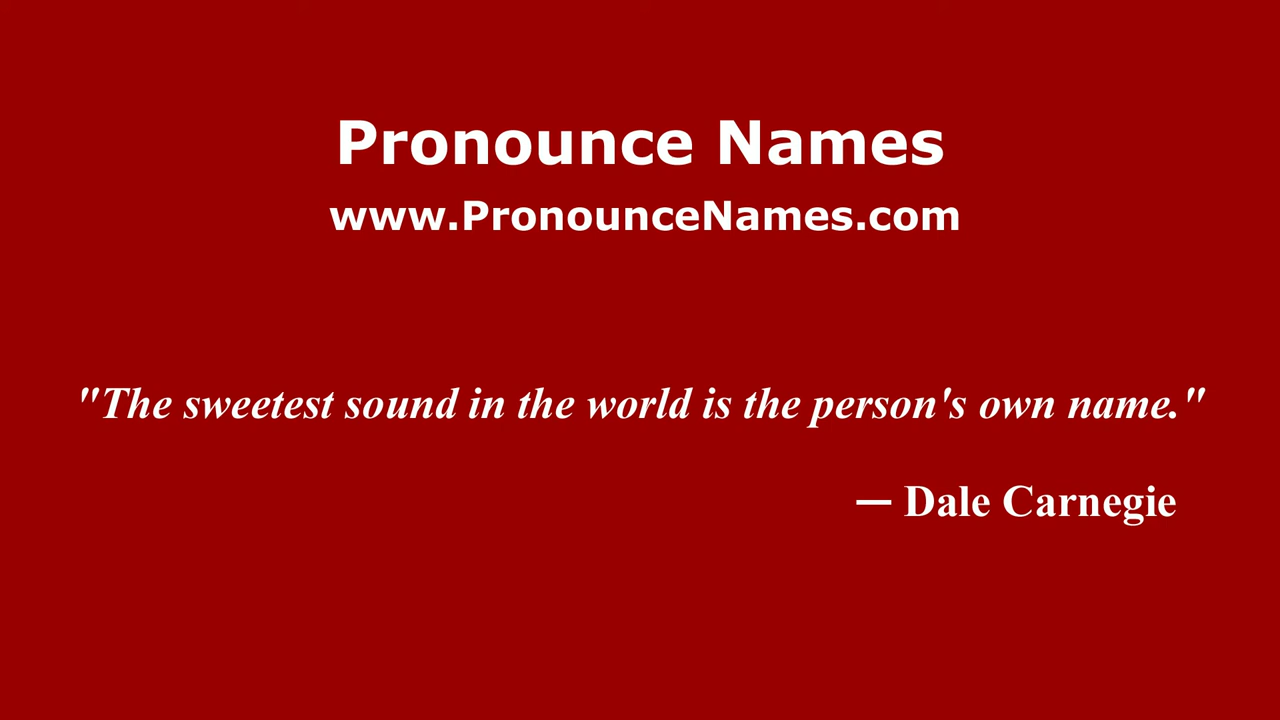 Pronounce Names
www.PronounceNames.com
"The sweetest sound in the world is the person's own name."
— Dale Carnegie